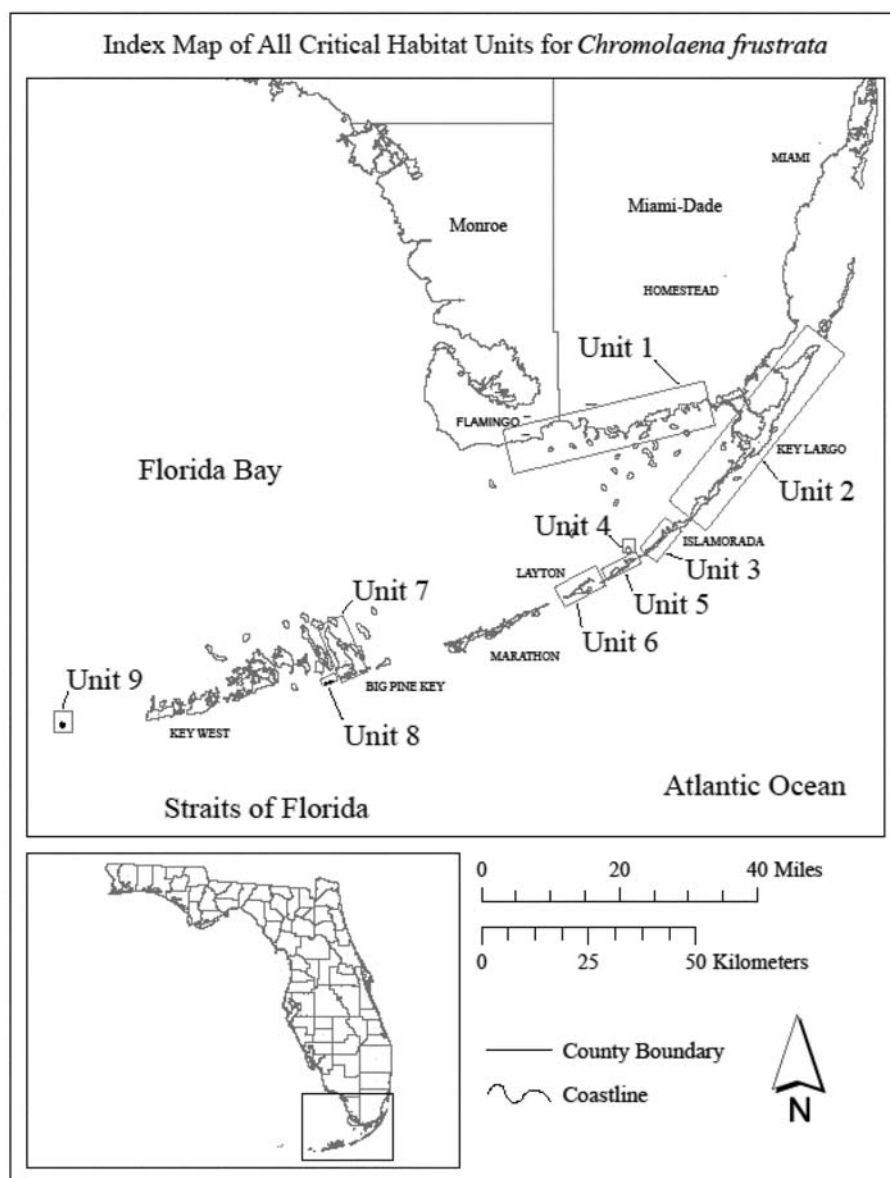 Index Map of All Critical Habitat Units for Chromolaena frustrata
MIAMI
Monroe
Miami-Dade
HOMESTEAD
Unit 1
FLAMINGO
KEY LARGO
Florida Bay
Unit 2
Unit 4
ISLAMORADA
LAYTON
Unit 3
Unit 7
Unit 5
Unit 6
MARATHON
Unit 9
BIG PINE KEY
KEY WEST
Unit 8
Atlantic Ocean
Straits of Florida
0 20 40 Miles
0 25 50 Kilometers
County Boundary
Coastline
N